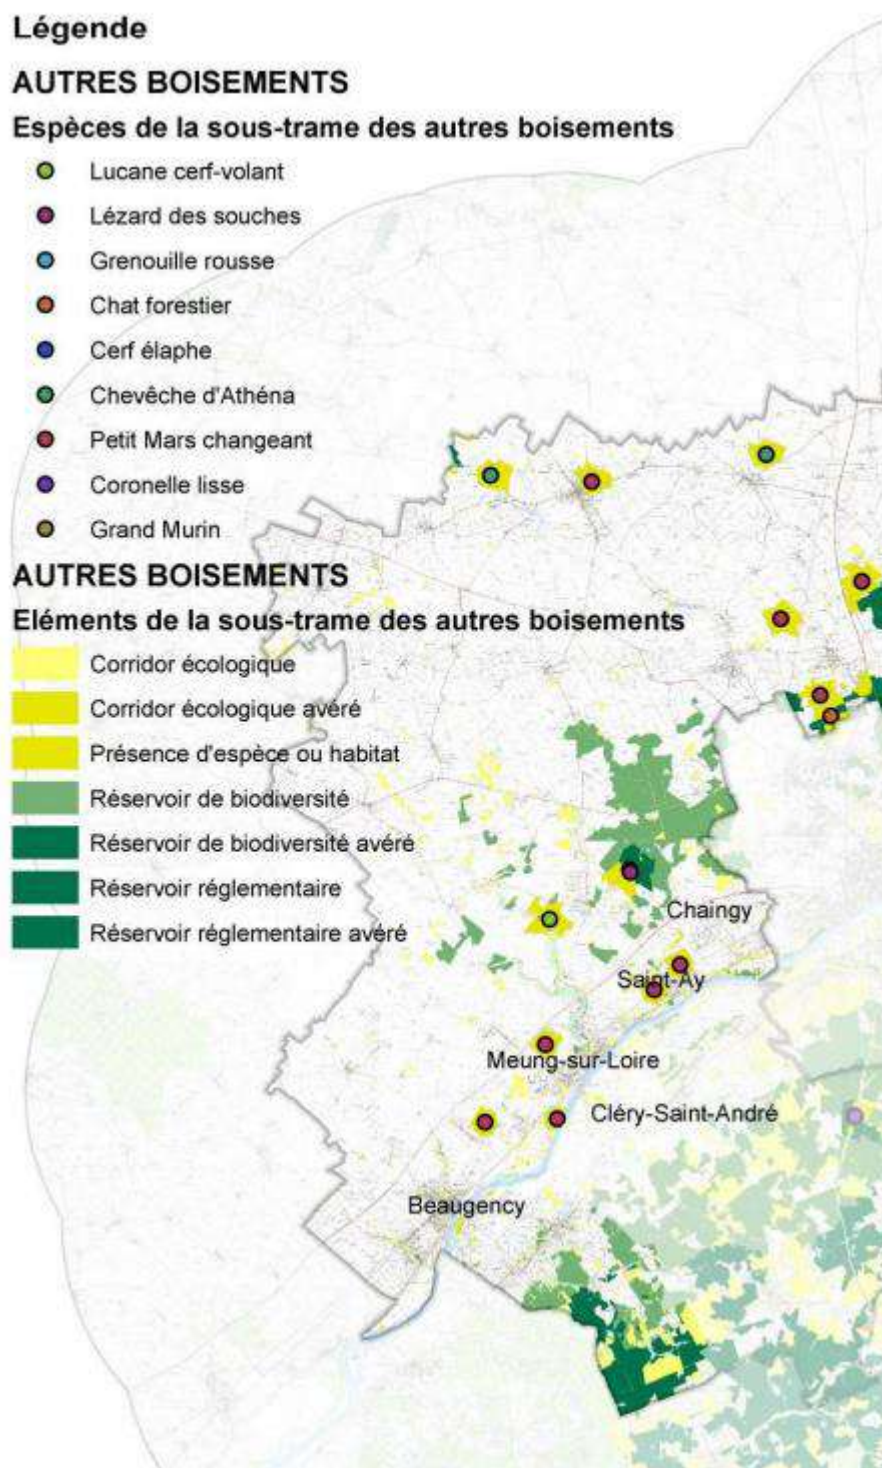 Légende
AUTRES BOISEMENTS
Espèces de la sous-trame des autres boisements
Lucane cerf-volant
Lézard des souches
Grenouille rousse
Chat forestier
Cerf élaphe
Chevêche d'Athéna
Petit Mars changeant
Coronelle lisse
Grand Murin
AUTRES BOISEMENTS
Eléments de la sous-trame des autres boisements
Corridor écologique
Corridor écologique avéré
Présence d'espèce ou habitat
Réservoir de biodiversité
Réservoir de biodiversité avéré
Réservoir réglementaire
Réservoir réglementaire avéré
Chaingy
Saint-Ay
Meung-sur-Loire
Cléry-Saint-André
Beaugency